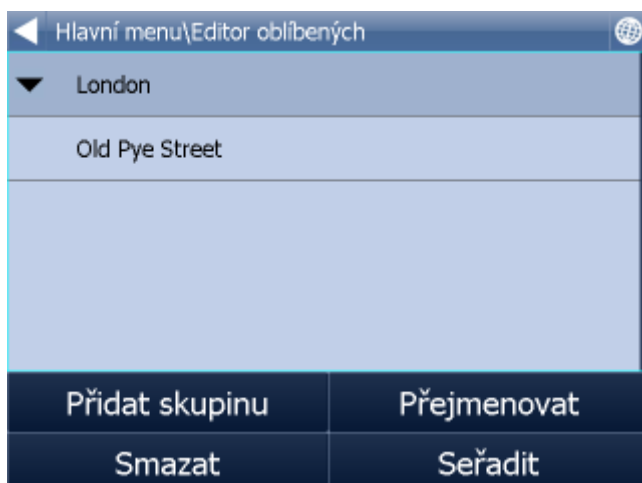 Hlavní menu\Editor oblíbených
London
Old Pye Street
Přidat skupinu
Přejmenovat
Smazat
Seřadit